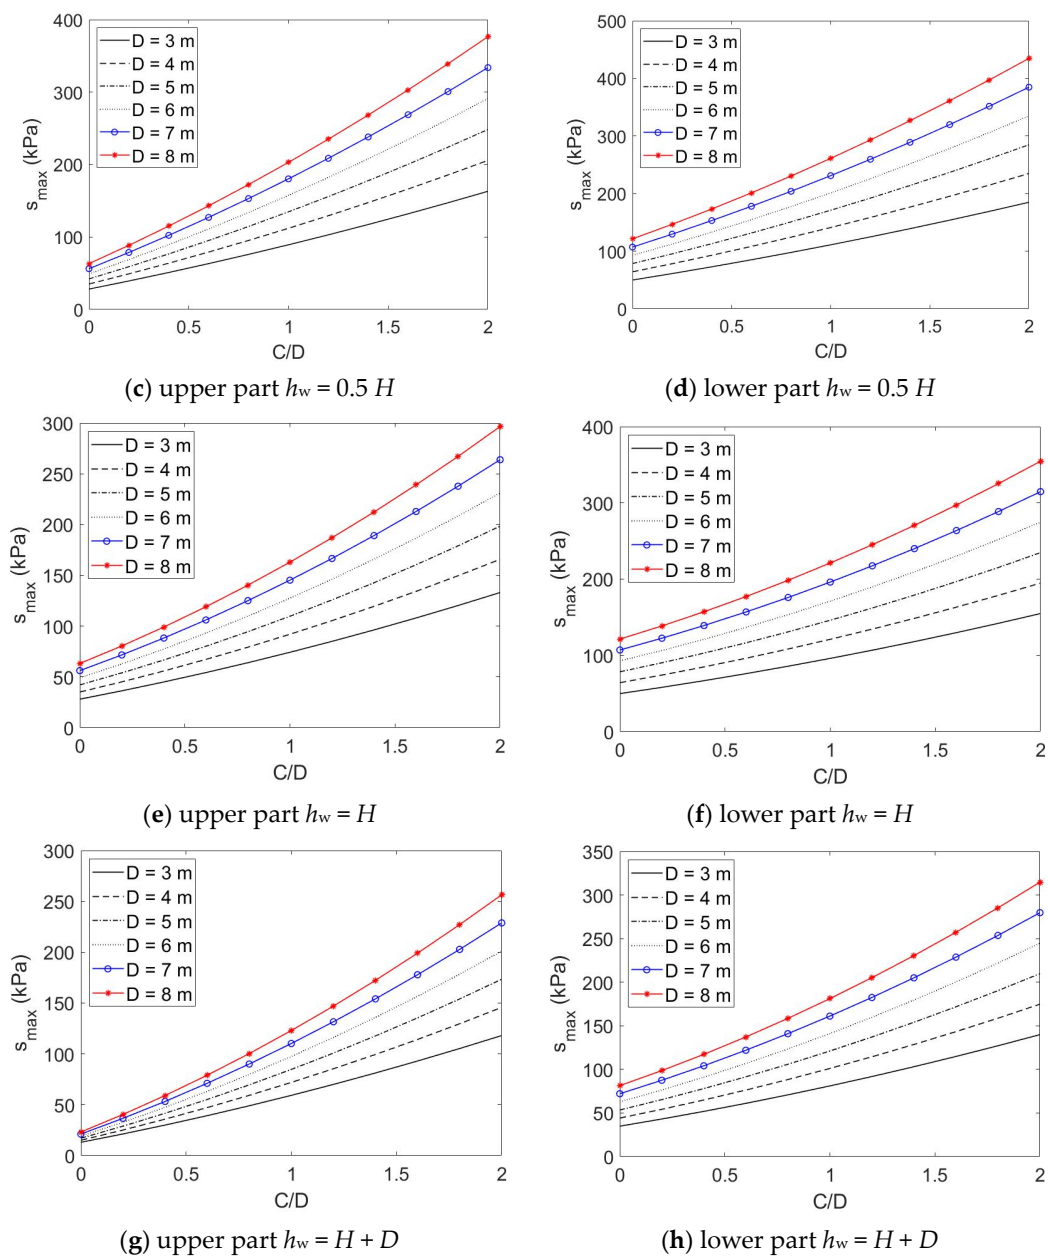 400
300
200
100
0
s_max (kPa)
D = 3 m
D = 4 m
D = 5 m
D = 6 m
D = 7 m
D = 8 m
0 0.5 1 1.5 2
C/D
(c) upper part h_w = 0.5 H
500
400
300
200
100
0
s_max (kPa)
D = 3 m
D = 4 m
D = 5 m
D = 6 m
D = 7 m
D = 8 m
0 0.5 1 1.5 2
C/D
(d) lower part h_w = 0.5 H
300
250
200
150
100
50
0
s_max (kPa)
D = 3 m
D = 4 m
D = 5 m
D = 6 m
D = 7 m
D = 8 m
0 0.5 1 1.5 2
C/D
(e) upper part h_w = H
400
300
200
100
0
s_max (kPa)
D = 3 m
D = 4 m
D = 5 m
D = 6 m
D = 7 m
D = 8 m
0 0.5 1 1.5 2
C/D
(f) lower part h_w = H
300
250
200
150
100
50
0
s_max (kPa)
D = 3 m
D = 4 m
D = 5 m
D = 6 m
D = 7 m
D = 8 m
0 0.5 1 1.5 2
C/D
(g) upper part h_w = H + D
350
300
250
200
150
100
50
0
s_max (kPa)
D = 3 m
D = 4 m
D = 5 m
D = 6 m
D = 7 m
D = 8 m
0 0.5 1 1.5 2
C/D
(h) lower part h_w = H + D